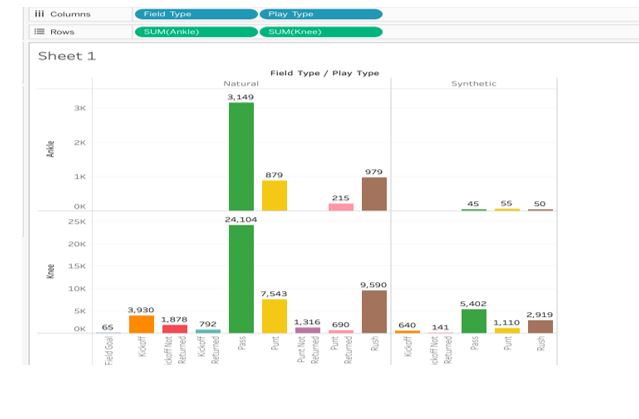 Columns Field Type Play Type
Rows SUM(Ankle) SUM(Knee)
Sheet 1
Field Type / Play Type
Natural Synthetic
Ankle
3K
2K
1K
0K
3,149
879
215
979
45
55
50
Knee
25K
20K
15K
10K
5K
0K
65
3,930
1,878
792
24,104
7,543
1,316
690
9,590
640
141
5,402
1,110
2,919
Field Goal
Kickoff
ickoff Not
Returned
Kickoff
Returned
Pass
Punt
Punt Not
Returned
Punt
Returned
Rush
Kickoff
ickoff Not
Returned
Pass
Punt
Rush